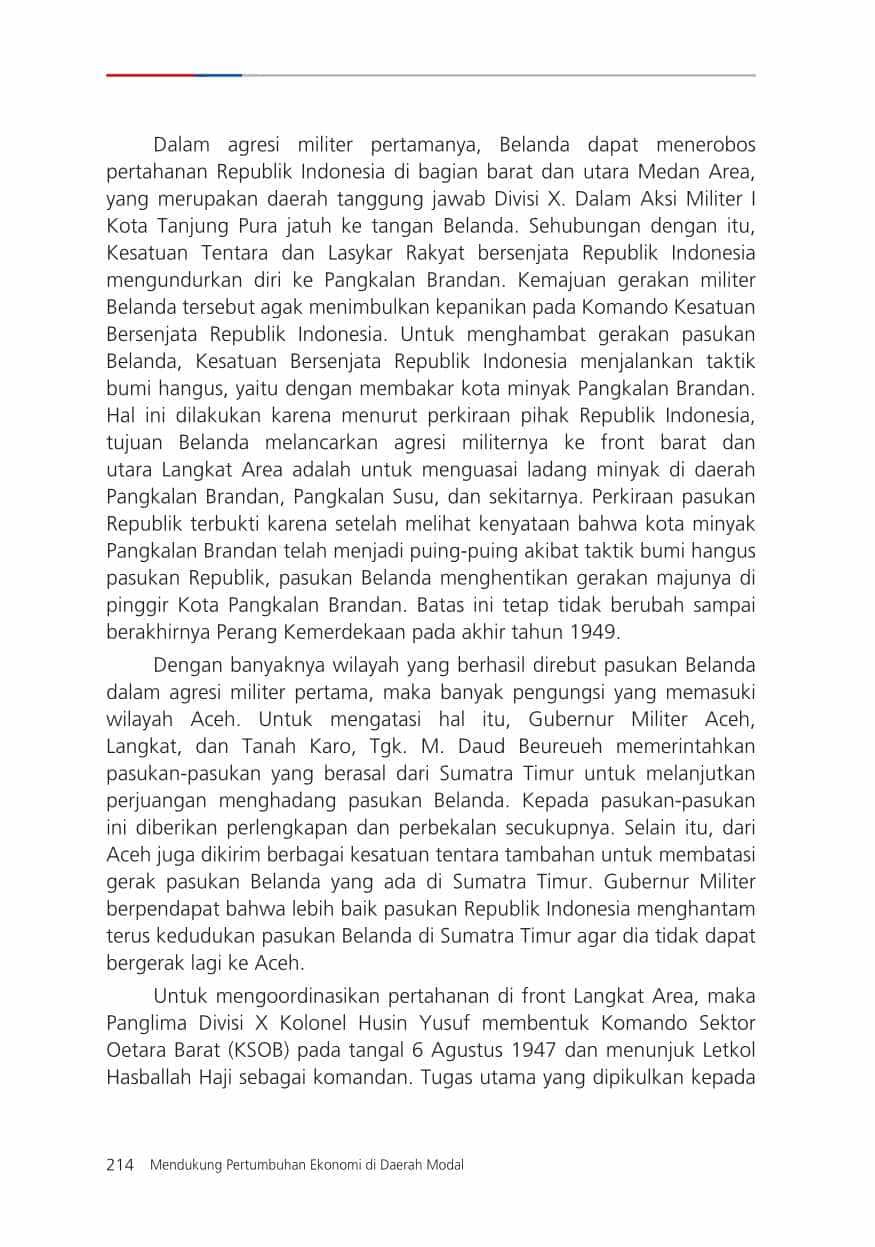 Dalam agresi militer pertamanya, Belanda dapat menerobos
pertahanan Republik Indonesia di bagian barat dan utara Medan Area,
yang merupakan daerah tanggung jawab Divisi X. Dalam Aksi Militer I
Kota Tanjung Pura jatuh ke tangan Belanda. Sehubungan dengan itu,
Kesatuan Tentara dan Lasykar Rakyat bersenjata Republik Indonesia
mengundurkan diri ke Pangkalan Brandan. Kemajuan gerakan militer
Belanda tersebut agak menimbulkan kepanikan pada Komando Kesatuan
Bersenjata Republik Indonesia. Untuk menghambat gerakan pasukan
Belanda, Kesatuan Bersenjata Republik Indonesia menjalankan taktik
bumi hangus, yaitu dengan membakar kota minyak Pangkalan Brandan.
Hal ini dilakukan karena menurut perkiraan pihak Republik Indonesia,
tujuan Belanda melancarkan agresi militernya ke front barat dan
utara Langkat Area adalah untuk menguasai ladang minyak di daerah
Pangkalan Brandan, Pangkalan Susu, dan sekitarnya. Perkiraan pasukan
Republik terbukti karena setelah melihat kenyataan bahwa kota minyak
Pangkalan Brandan telah menjadi puing-puing akibat taktik bumi hangus
pasukan Republik, pasukan Belanda menghentikan gerakan majunya di
pinggir Kota Pangkalan Brandan. Batas ini tetap tidak berubah sampai
berakhirnya Perang Kemerdekaan pada akhir tahun 1949.
Dengan banyaknya wilayah yang berhasil direbut pasukan Belanda
dalam agresi militer pertama, maka banyak pengungsi yang memasuki
wilayah Aceh. Untuk mengatasi hal itu, Gubernur Militer Aceh,
Langkat, dan Tanah Karo, Tgk. M. Daud Beureueh memerintahkan
pasukan-pasukan yang berasal dari Sumatra Timur untuk melanjutkan
perjuangan menghadang pasukan Belanda. Kepada pasukan-pasukan
ini diberikan perlengkapan dan perbekalan secukupnya. Selain itu, dari
Aceh juga dikirim berbagai kesatuan tentara tambahan untuk membatasi
gerak pasukan Belanda yang ada di Sumatra Timur. Gubernur Militer
berpendapat bahwa lebih baik pasukan Republik Indonesia menghantam
terus kedudukan pasukan Belanda di Sumatra Timur agar dia tidak dapat
bergerak lagi ke Aceh.
Untuk mengoordinasikan pertahanan di front Langkat Area, maka
Panglima Divisi X Kolonel Husin Yusuf membentuk Komando Sektor
Oetara Barat (KSOB) pada tangal 6 Agustus 1947 dan menunjuk Letkol
Hasballah Haji sebagai komandan. Tugas utama yang dipikulkan kepada
214 Mendukung Pertumbuhan Ekonomi di Daerah Modal